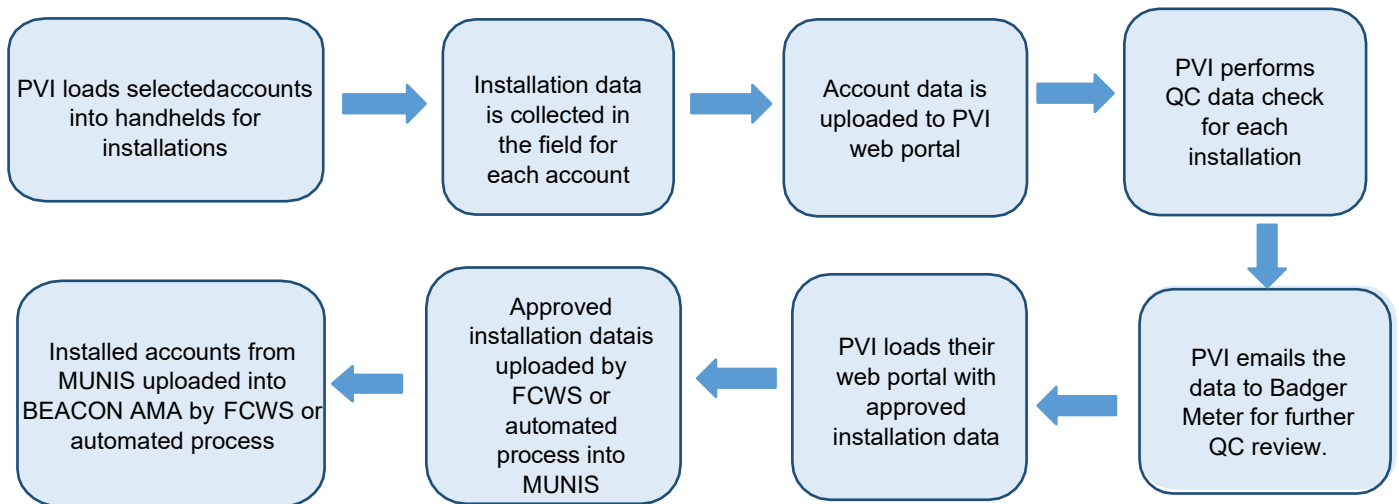 PVI loads selectedaccounts
into handhelds for
installations
Installation data
is collected in
the field for
each account
Account data is
uploaded to PVI
web portal
PVI performs
QC data check
for each
installation
PVI emails the
data to Badger
Meter for further
QC review.
PVI loads their
web portal with
approved
installation data
Approved
installation datais
uploaded by
FCWS or
automated
process into
MUNIS
Installed accounts from
MUNIS uploaded into
BEACON AMA by FCWS or
automated process